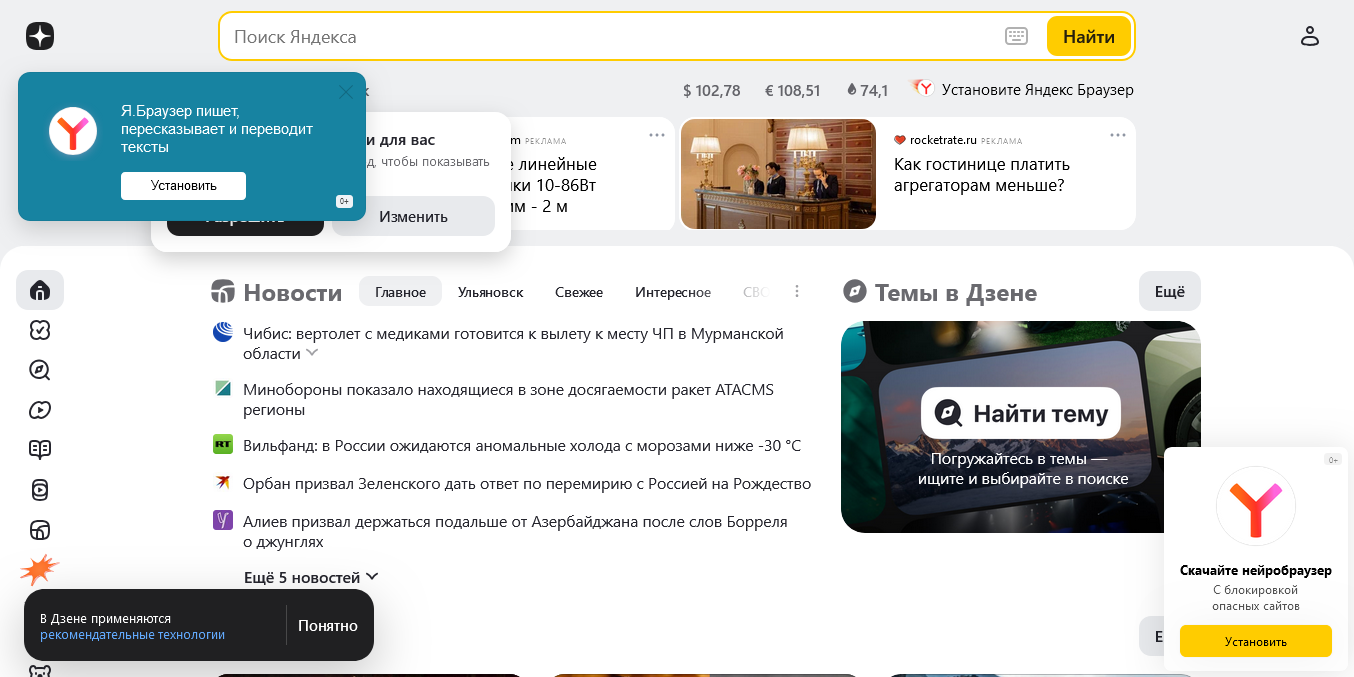 Поиск Яндекса
Найти
$ 102,78
€ 108,51
74,1
Установите Яндекс Браузер
Я.Браузер пишет,
пересказывает и переводит
тексты
Установить
0+
и для вас
чтобы показывать
Изменить
РЕКЛАМА
линейные
10-86Вт
- 2 м
rocketrate.ru РЕКЛАМА
Как гостинице платить
агрегаторам меньше?
Новости
Главное
Ульяновск
Свежее
Интересное
Чибис: вертолет с медиками готовится к вылету к месту ЧП в Мурманской
области
Минобороны показало находящиеся в зоне досягаемости ракет ATACMS
регионы
RT
Вильфанд: в России ожидаются аномальные холода с морозами ниже -30 °C
Орбан призвал Зеленского дать ответ по перемирию с Россией на Рождество
Алиев призвал держаться подальше от Азербайджана после слов Борреля
о джунглях
Ещё 5 новостей
Темы в Дзене
Ещё
Найти тему
Погружайтесь в темы —
ищите и выбирайте в поиске
В Дзене применяются
рекомендательные технологии
Понятно
0+
Скачайте нейробраузер
С блокировкой
опасных сайтов
Установить